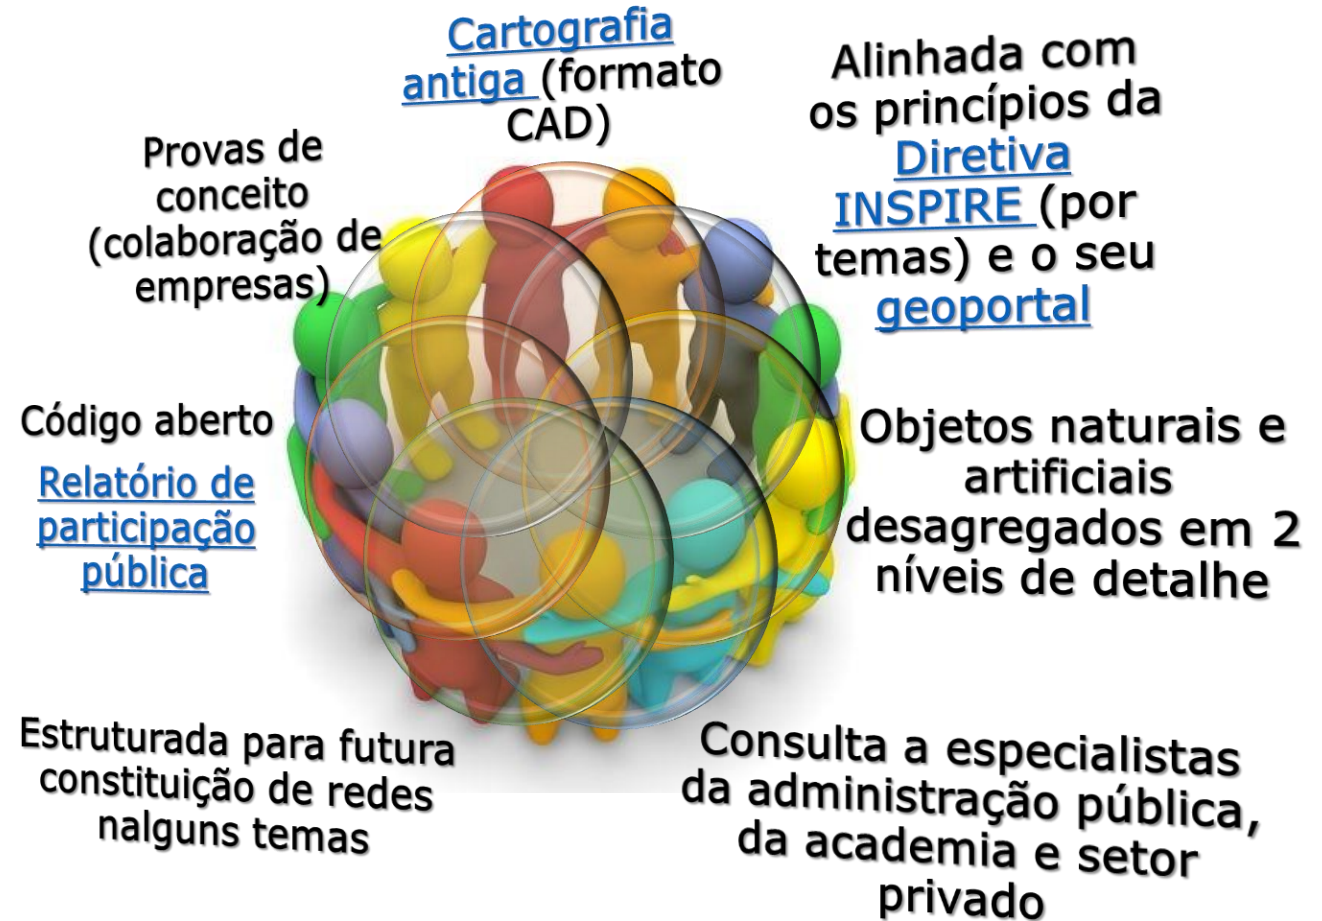 Cartografia
antiga (formato
CAD)
Alinhada com
os princípios da
Diretiva
INSPIRE (por
temas) e o seu
geoportal
Objetos naturais e
artificiais
desagregados em 2
níveis de detalhe
Consulta a especialistas
da administração pública,
da academia e setor
privado
Estruturada para futura
constituição de redes
nalguns temas
Código aberto
Relatório de
participação
pública
Provas de
conceito
(colaboração de
empresas)